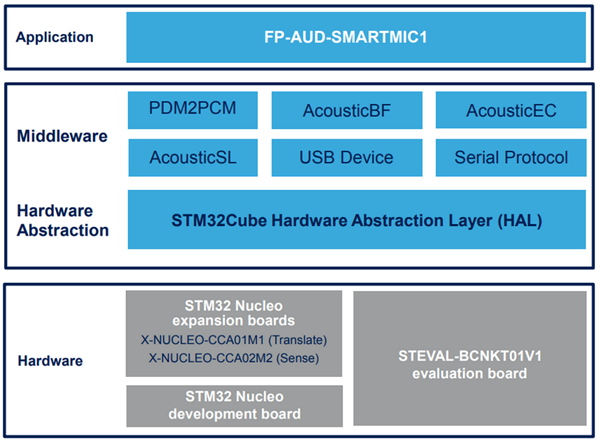 Application
FP-AUD-SMARTMIC1
Middleware
PDM2PCM
AcousticBF
AcousticEC
AcousticSL
USB Device
Serial Protocol
Hardware
Abstraction
STM32Cube Hardware Abstraction Layer (HAL)
Hardware
STM32 Nucleo
expansion boards
X-NUCLEO-CCA01M1 (Translate)
X-NUCLEO-CCA02M2 (Sense)
STM32 Nucleo
development board
STEVAL-BCNKT01V1
evaluation board